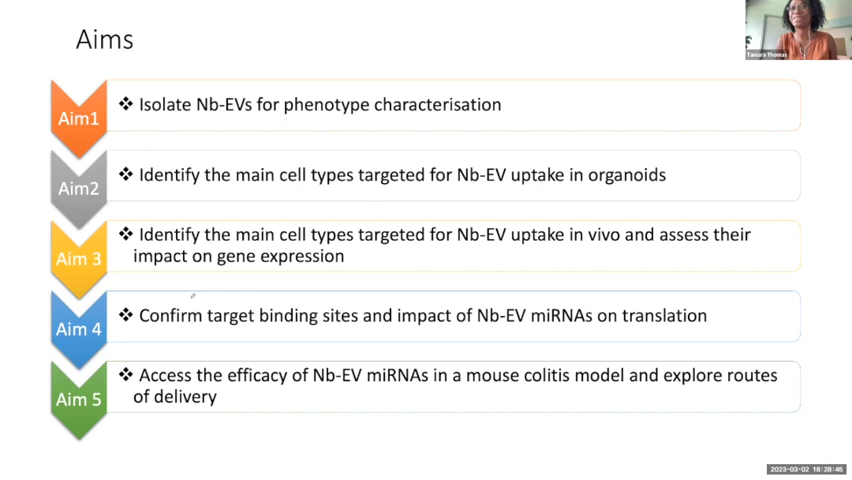 Aims
Tamara Thomas
Aim1
❖ Isolate Nb-EVs for phenotype characterisation
Aim2
❖ Identify the main cell types targeted for Nb-EV uptake in organoids
Aim 3
❖ Identify the main cell types targeted for Nb-EV uptake in vivo and assess their
impact on gene expression
Aim 4
❖ Confirm target binding sites and impact of Nb-EV miRNAs on translation
Aim 5
❖ Access the efficacy of Nb-EV miRNAs in a mouse colitis model and explore routes
of delivery
2023-03-02 18:28:45